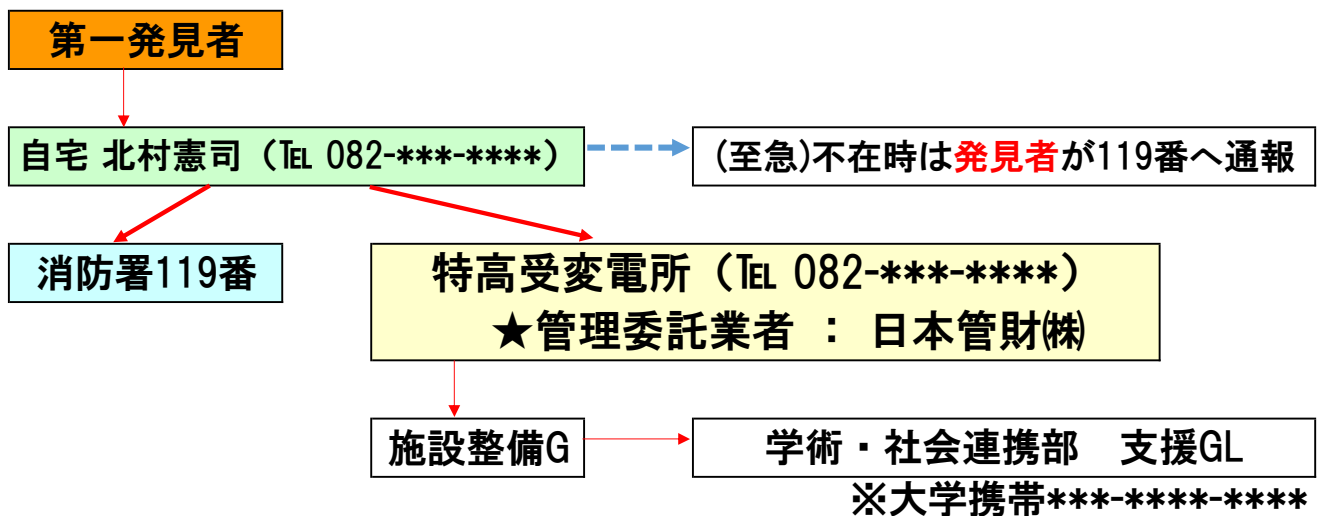 第一発見者
自宅 北村憲司（℡ 082-***-****）
(至急)不在時は発見者が119番へ通報
消防署119番
特高受変電所（℡ 082-***-****）
★管理委託業者 ： 日本管財㈱
施設整備G
学術・社会連携部　支援GL
※大学携帯***-****-****